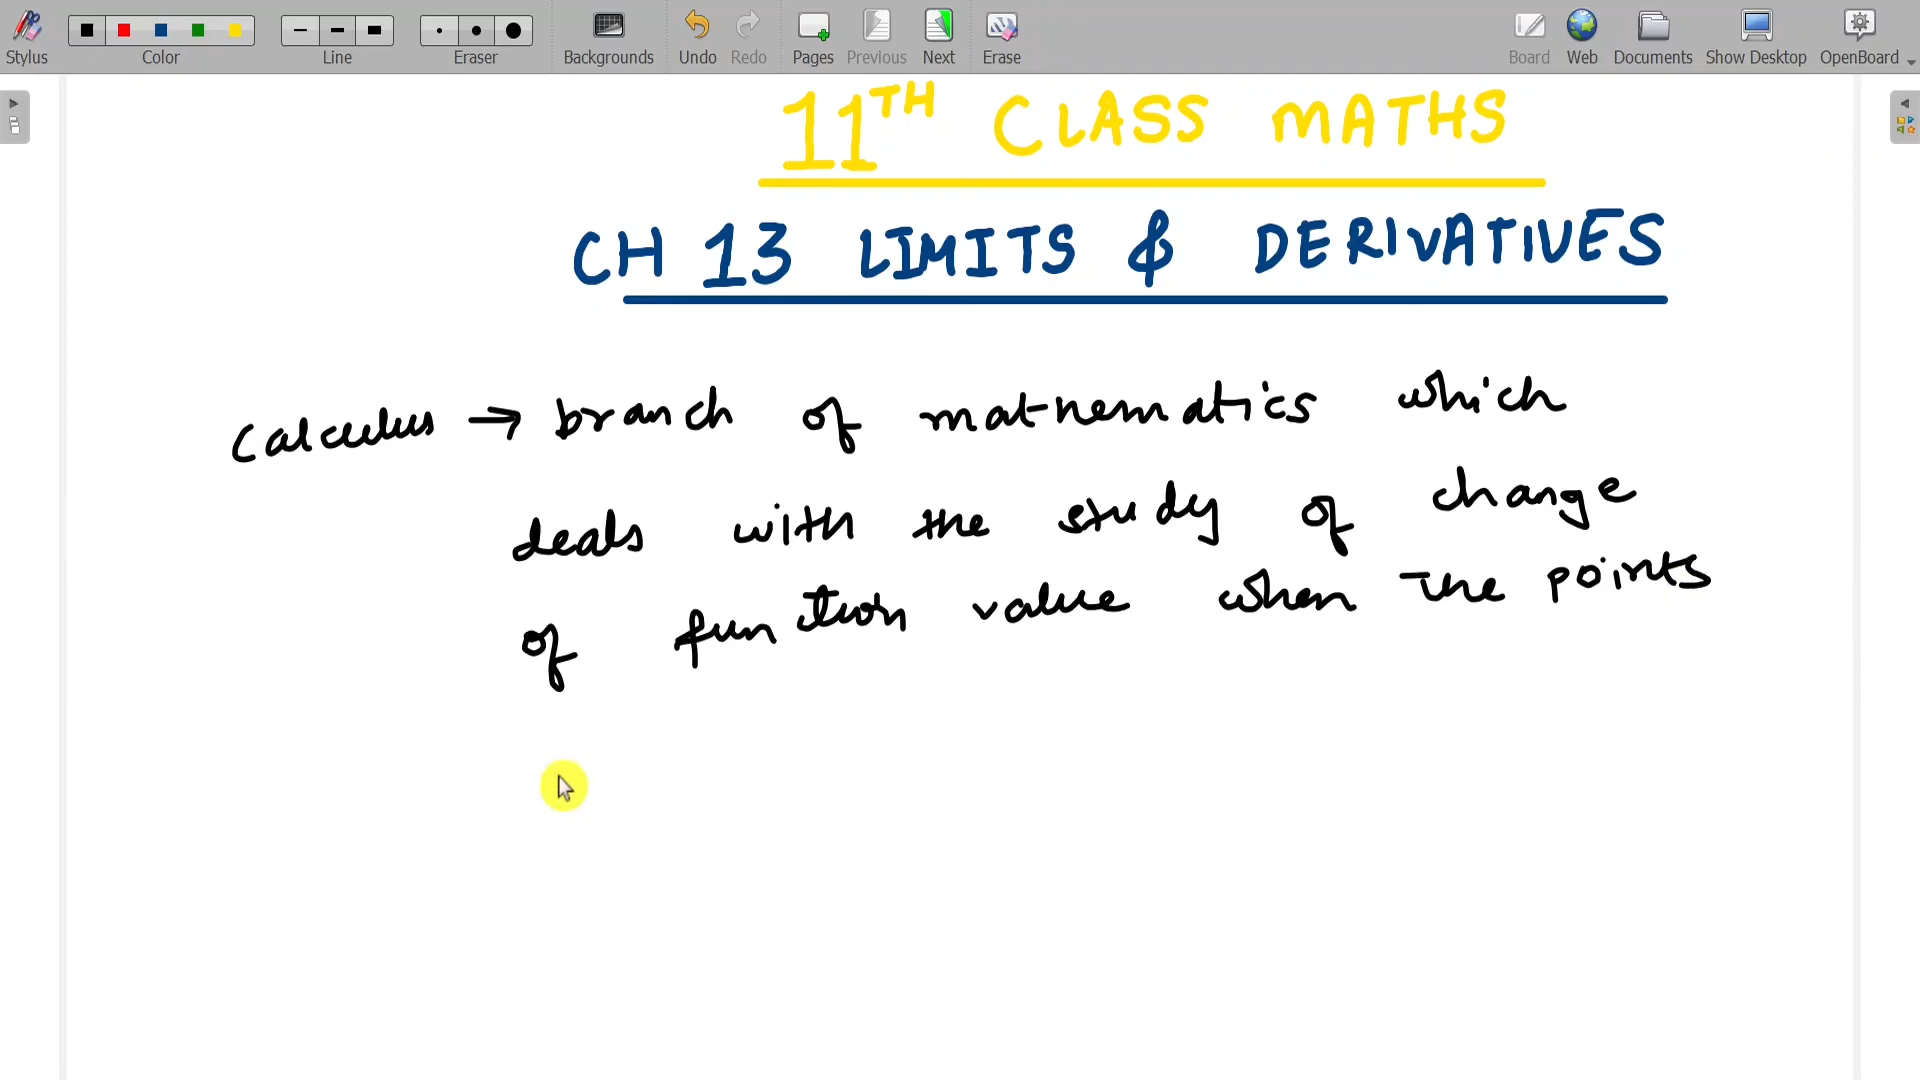 Stylus Color Line Eraser Backgrounds Undo Redo Pages Previous Next Erase Board Web Documents Show Desktop OpenBoard
11TH CLASS MATHS
CH 13 LIMITS & DERIVATIVES
Calculus → branch of mathematics which
deals with the study of change
of function value when the points